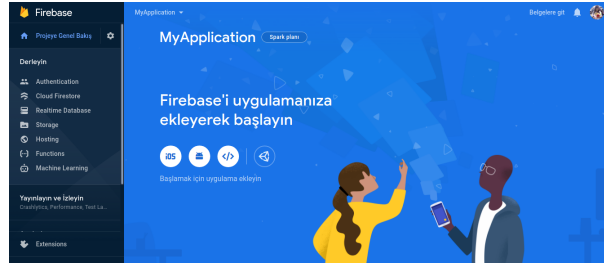 Firebase
MyApplication
Belgelere git
Projeye Genel Bakış
MyApplication
Spark planı
Derleyin
Authentication
Cloud Firestore
Realtime Database
Storage
Hosting
Functions
Machine Learning
Firebase'i uygulamanıza
ekleyerek başlayın
iOS
Başlamak için uygulama ekleyin
Yayınlayın ve İzleyin
Crashlytics, Performance, Test La...
Extensions